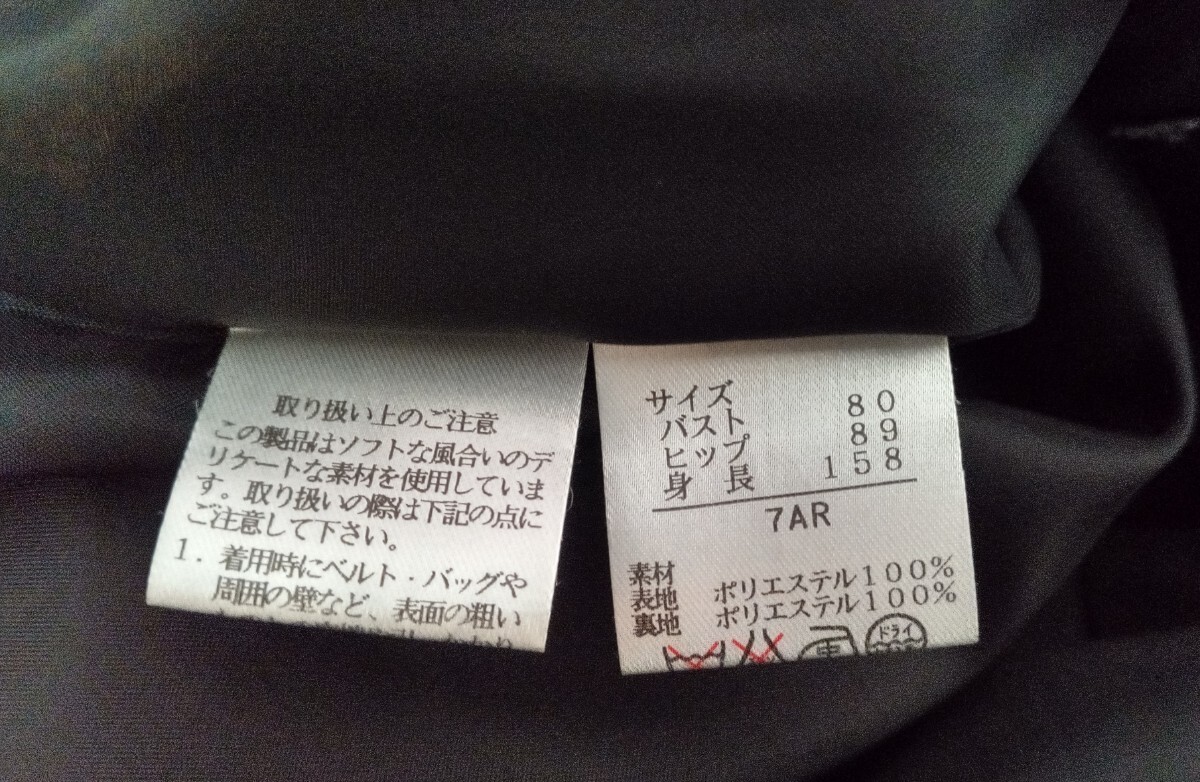 取り扱い上のご注意
この製品はソフトな風合いのデ
リケートな素材を使用していま
す。取り扱いの際は下記の点に
ご注意して下さい。
1. 着用時にベルト・バッグや
周囲の壁など、表面の粗い
サイズ
バスト 80
ヒップ 89
身長 158
7AR
素材
表地 ポリエステル100%
裏地 ポリエステル100%
ドライ